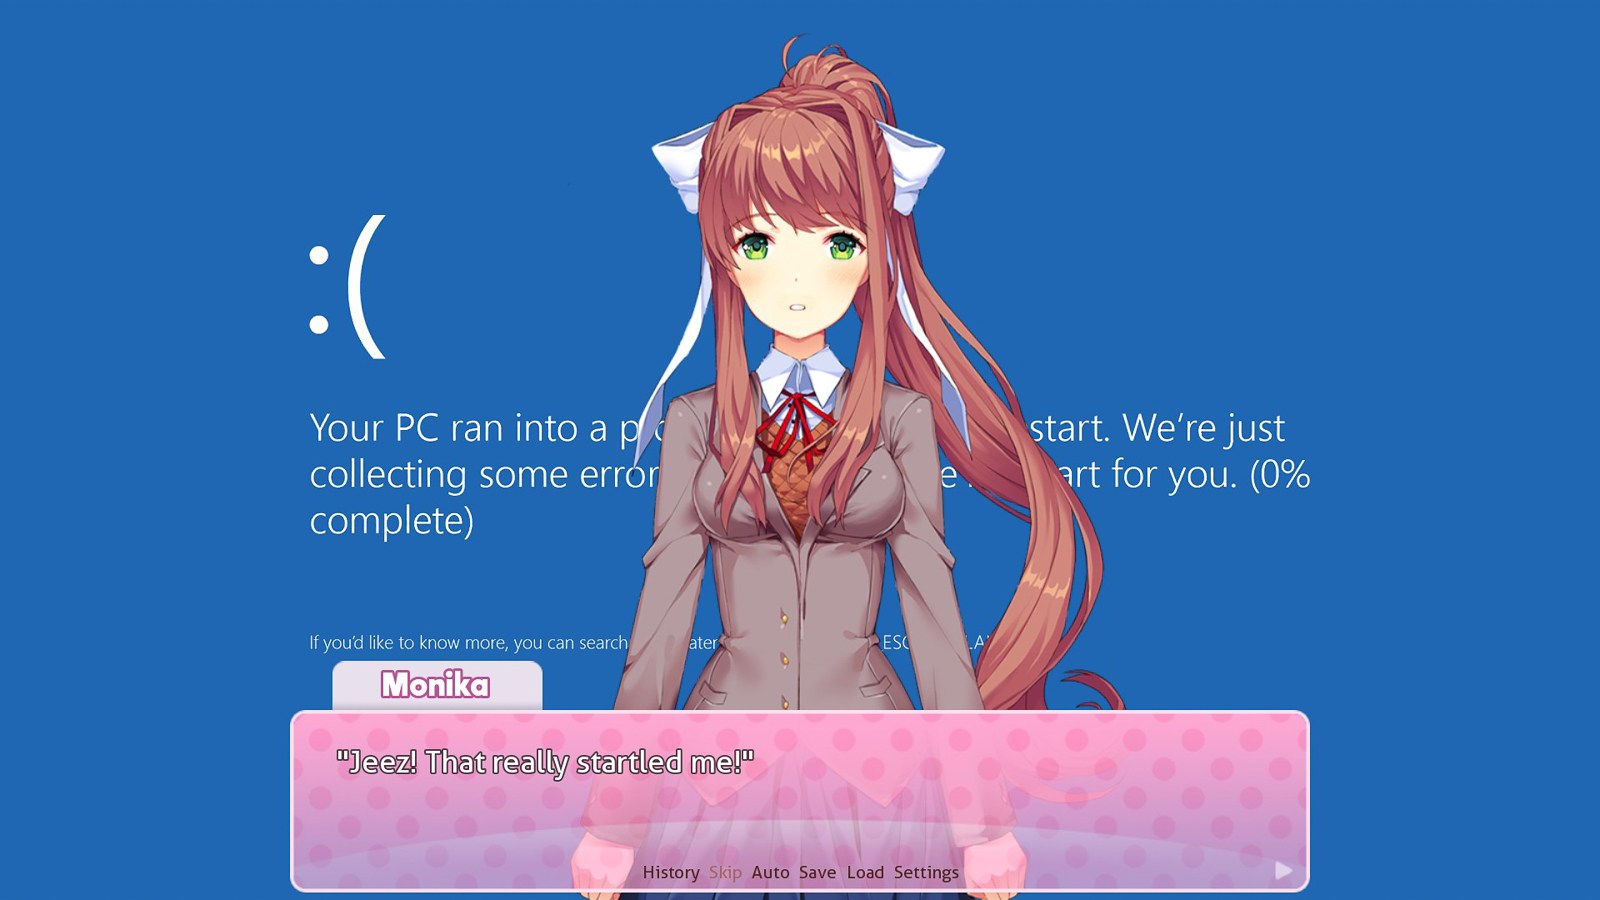 :(
Your PC ran into a start. We're just
collecting some error art for you. (0%
complete)
If you'd like to know more, you can search
Monika
"Jeez! That really startled me!"
History Skip Auto Save Load Settings